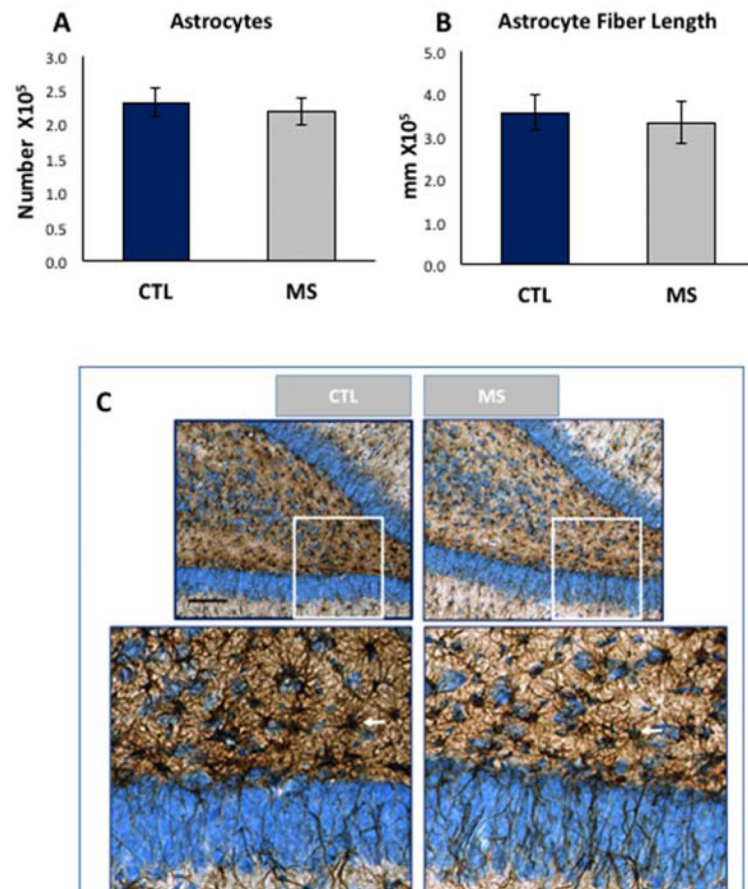 A
Astrocytes
Number X10⁵
3.0
2.5
2.0
1.5
1.0
0.5
0.0
CTL
MS
B
Astrocyte Fiber Length
mm X10⁵
5.0
4.0
3.0
2.0
1.0
0.0
CTL
MS
C
CTL
MS